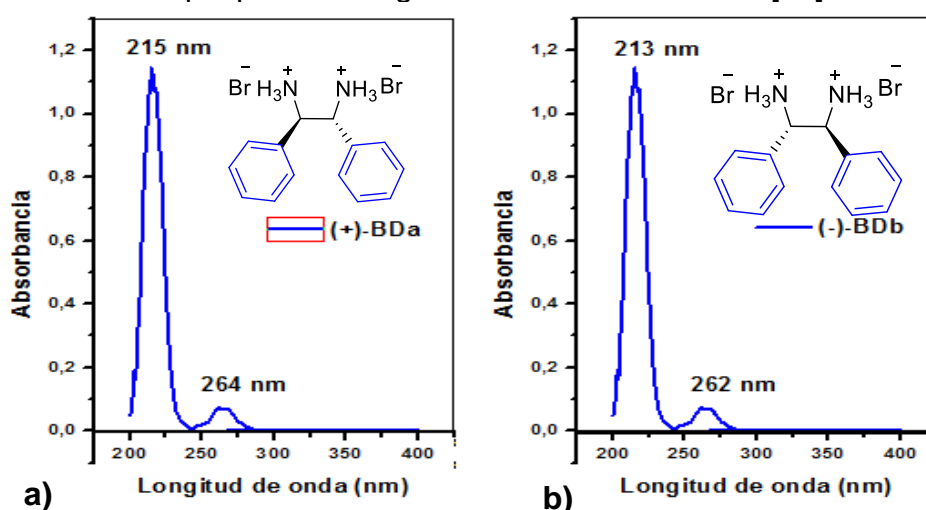 215 nm
Br⁻ H₃N⁺ ⁺NH₃ Br⁻
(+)-BDa
264 nm
Absorbancia
1,2
1,0
0,8
0,6
0,4
0,2
0,0
200 250 300 350 400
Longitud de onda (nm)
a)
213 nm
Br⁻ H₃N⁺ ⁺NH₃ Br⁻
(-)-BDb
262 nm
Absorbancia
1,2
1,0
0,8
0,6
0,4
0,2
0,0
200 250 300 350 400
Longitud de onda (nm)
b)